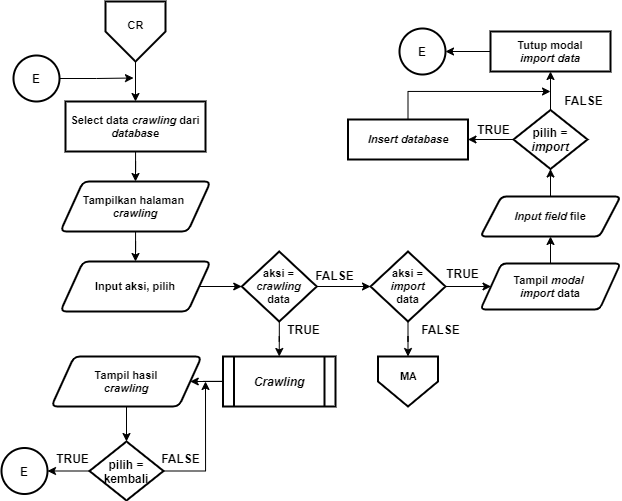 CR
E
Select data crawling dari
database
Tampilkan halaman
crawling
Input aksi, pilih
aksi =
crawling
data
FALSE
TRUE
aksi =
import
data
TRUE
FALSE
MA
Tampil modal
import data
Input field file
pilih =
import
TRUE
FALSE
Insert database
Tutup modal
import data
E
Crawling
Tampil hasil
crawling
pilih =
kembali
TRUE
FALSE
E